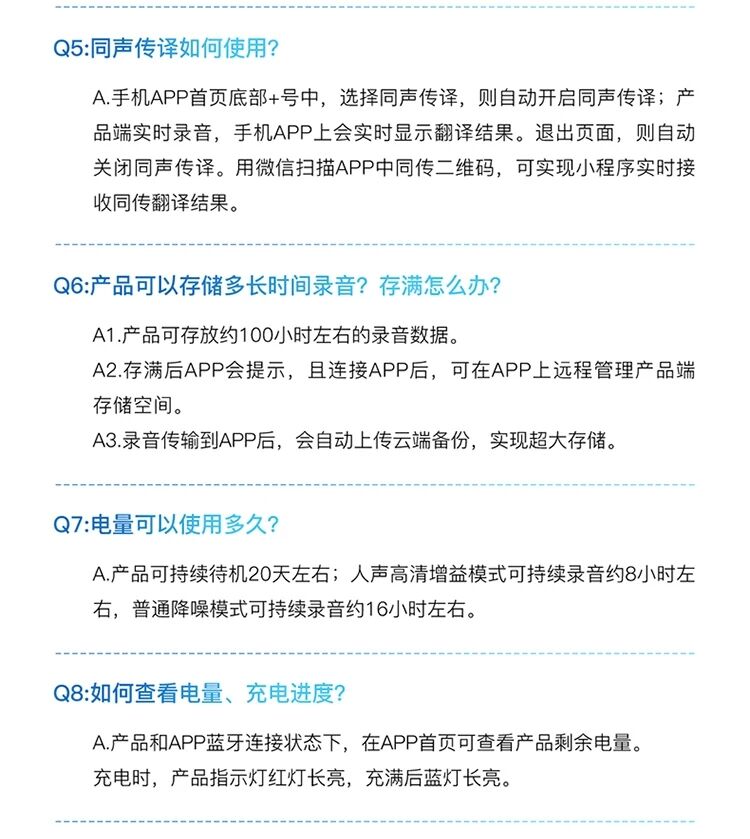 Q5:同声传译如何使用?
A.手机APP首页底部+号中，选择同声传译，则自动开启同声传译；产
品端实时录音，手机APP上会实时显示翻译结果。退出页面，则自动
关闭同声传译。用微信扫描APP中同传二维码，可实现小程序实时接
收同传翻译结果。
Q6:产品可以存储多长时间录音？存满怎么办?
A1.产品可存放约100小时左右的录音数据。
A2.存满后APP会提示，且连接APP后，可在APP上远程管理产品端
存储空间。
A3.录音传输到APP后，会自动上传云端备份，实现超大存储。
Q7:电量可以使用多久?
A.产品可持续待机20天左右；人声高清增益模式可持续录音约8小时左
右，普通降噪模式可持续录音约16小时左右。
Q8:如何查看电量、充电进度?
A.产品和APP蓝牙连接状态下，在APP首页可查看产品剩余电量。
充电时，产品指示灯红灯长亮，充满后蓝灯长亮。